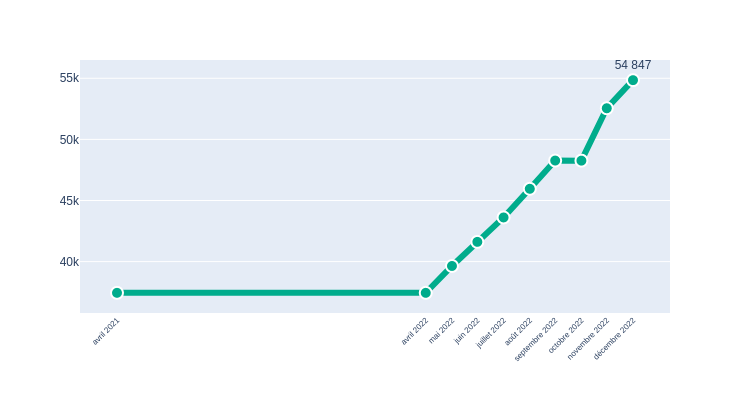 54 847
55k
50k
45k
40k
avril 2021
avril 2022
mai 2022
juin 2022
juillet 2022
août 2022
septembre 2022
octobre 2022
novembre 2022
décembre 2022